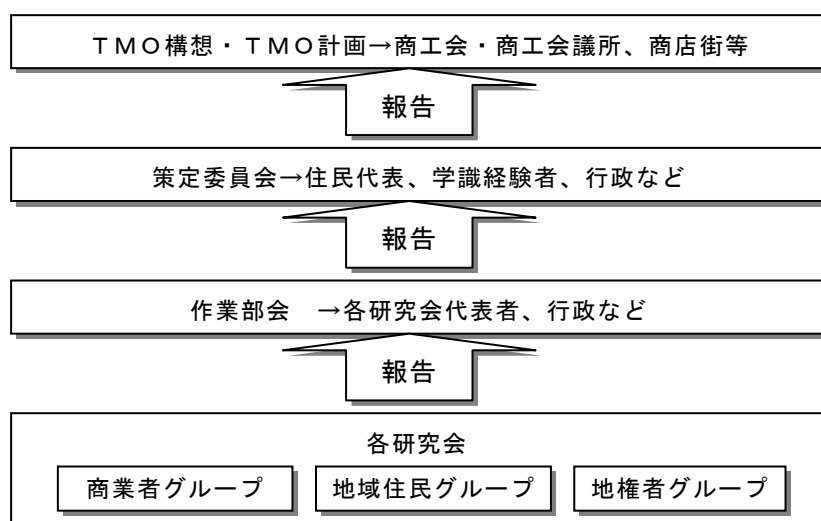 ＴＭＯ構想・ＴＭＯ計画→商工会・商工会議所、商店街等
報告
策定委員会→住民代表、学識経験者、行政など
報告
作業部会　→各研究会代表者、行政など
報告
各研究会
商業者グループ
地域住民グループ
地権者グループ